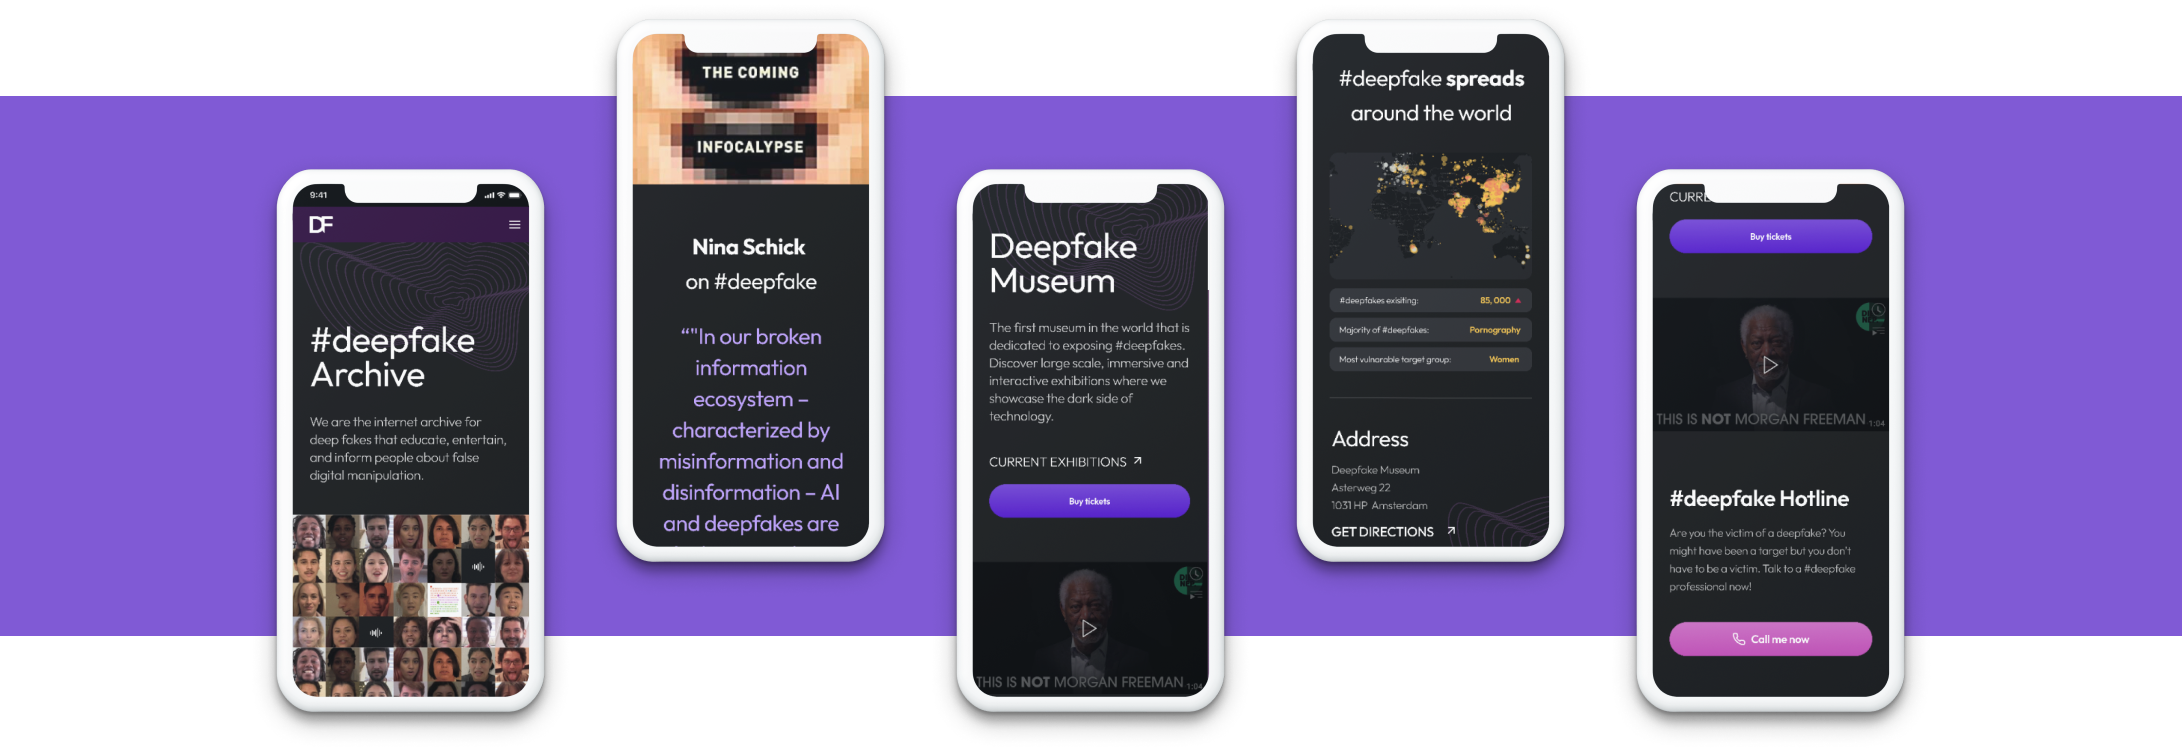 9:41
DF
#deepfake
Archive
We are the internet archive for
deep fakes that educate, entertain,
and inform people about false
digital manipulation.
THE COMING
INFOCALYPSE
Nina Schick
on #deepfake
“"In our broken
information
ecosystem –
characterized by
misinformation and
disinformation – AI
and deepfakes are
Deepfake
Museum
The first museum in the world that is
dedicated to exposing #deepfakes.
Discover large scale, immersive and
interactive exhibitions where we
showcase the dark side of
technology.
CURRENT EXHIBITIONS
Buy tickets
THIS IS NOT MORGAN FREEMAN
1:04
#deepfake spreads
around the world
#deepfakes exisiting: 85, 000
Majority of #deepfakes: Pornography
Most vulnarable target group: Women
Address
Deepfake Museum
Asterweg 22
1031 HP Amsterdam
GET DIRECTIONS
Buy tickets
THIS IS NOT MORGAN FREEMAN
1:04
#deepfake Hotline
Are you the victim of a deepfake? You
might have been a target but you don't
have to be a victim. Talk to a #deepfake
professional now!
Call me now